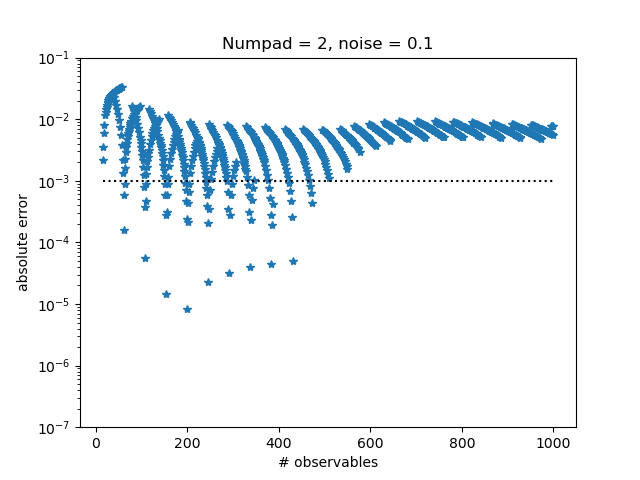 Numpad = 2, noise = 0.1
10⁻¹
10⁻²
10⁻³
10⁻⁴
10⁻⁵
10⁻⁶
10⁻⁷
absolute error
0 200 400 600 800 1000
# observables